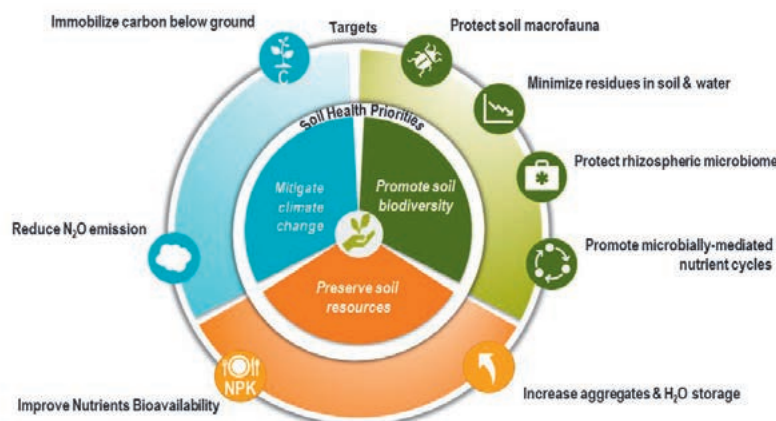 Immobilize carbon below ground
Targets
Protect soil macrofauna
Minimize residues in soil & water
Protect rhizospheric microbiome
Promote microbially-mediated
nutrient cycles
Increase aggregates & H₂O storage
Improve Nutrients Bioavailability
Reduce N₂O emission
Soil Health Priorities
Mitigate
climate
change
Promote soil
biodiversity
Preserve soil
resources
C
NPK